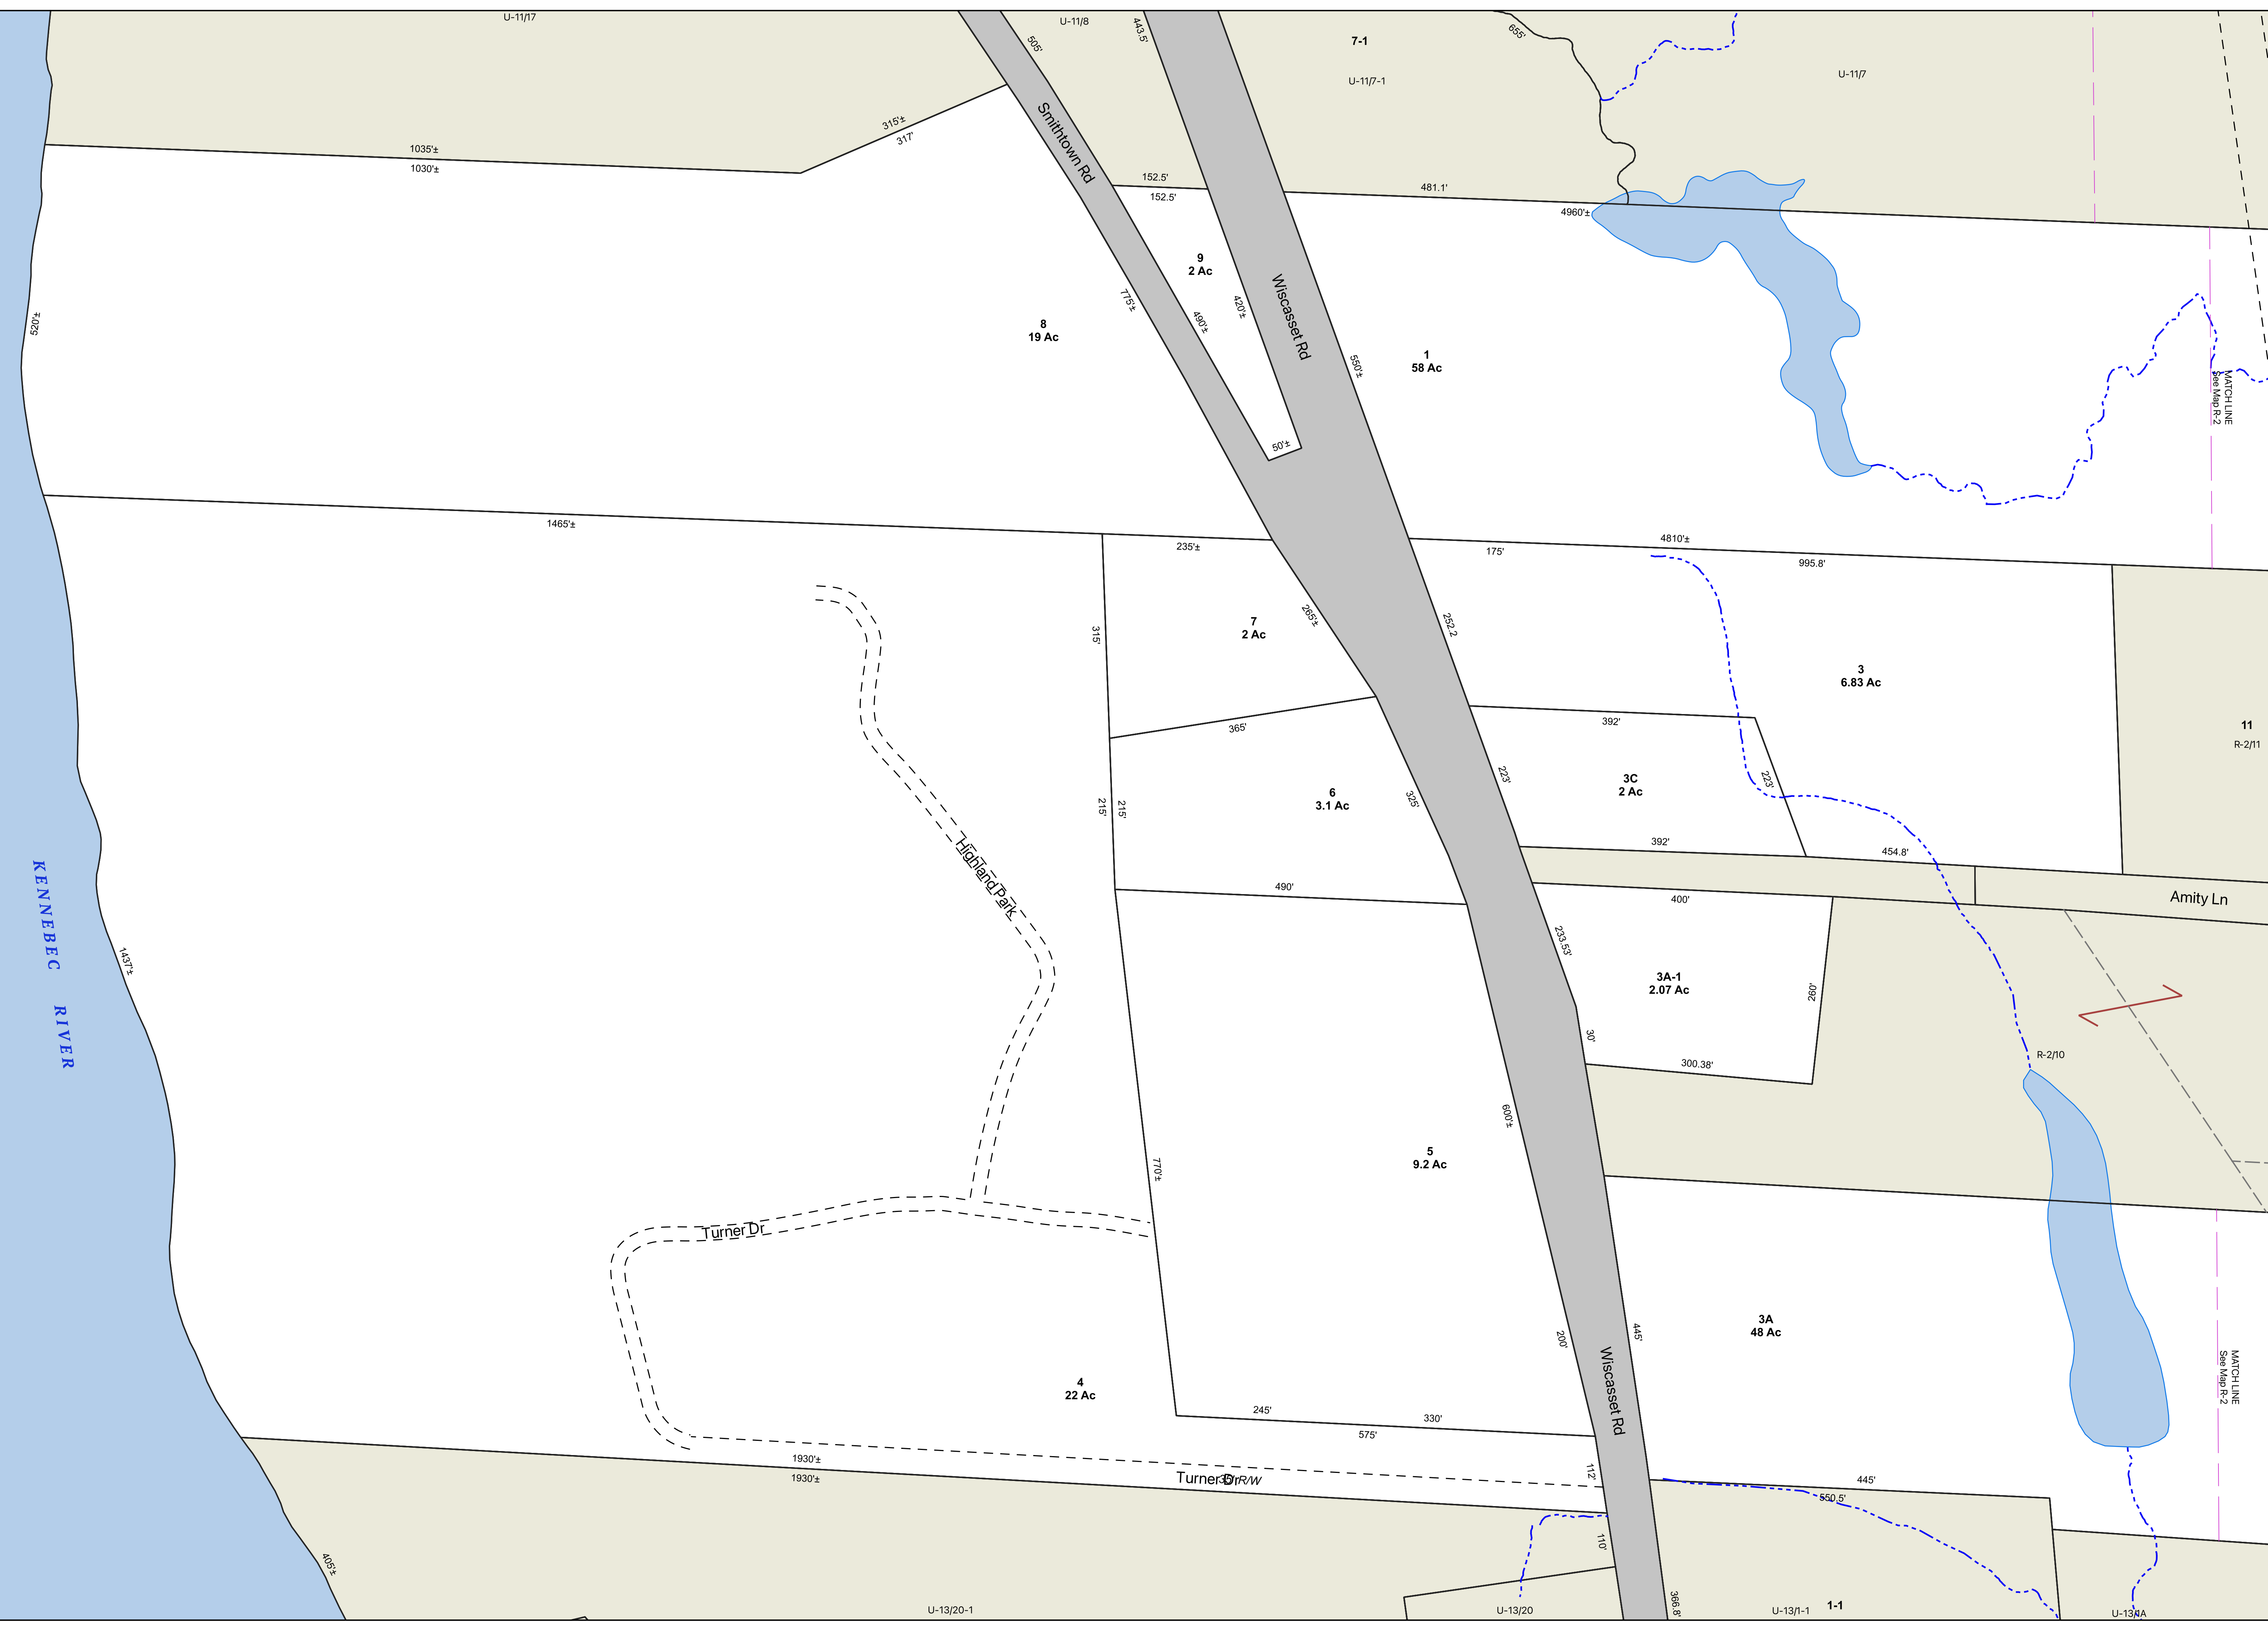 U-11/17
505'
U-11/8
443.5'
7-1
U-11/7-1
655'
U-11/7
315'±
317'
1035'±
1030'±
Smithtown Rd
152.5'
152.5'
481.1'
4960'±
9
2 Ac
8
19 Ac
520'±
775'±
490'±
420'±
Wiscasset Rd
550'±
1
58 Ac
50'±
MATCH LINE
See Map R-2
1465'±
235'±
175'
4810'±
995.8'
315'
7
2 Ac
265'±
252.2
3
6.83 Ac
365'
392'
11
R-2/11
215'
215'
6
3.1 Ac
325'
223'
3C
2 Ac
223'
392'
454.8'
Highland Park
490'
400'
Amity Ln
KENNEBEC RIVER
1437'±
233.53'
3A-1
2.07 Ac
260'
30'
300.38'
R-2/10
600'±
5
9.2 Ac
770'±
Turner Dr
200'
445'
3A
48 Ac
Wiscasset Rd
MATCH LINE
See Map R-2
4
22 Ac
245'
330'
575'
1930'±
1930'±
Turner Dr
R/W
112'
445'
550.5'
110'
405'±
366.8'
U-13/20-1
U-13/20
U-13/1-1
1-1
U-13/1A